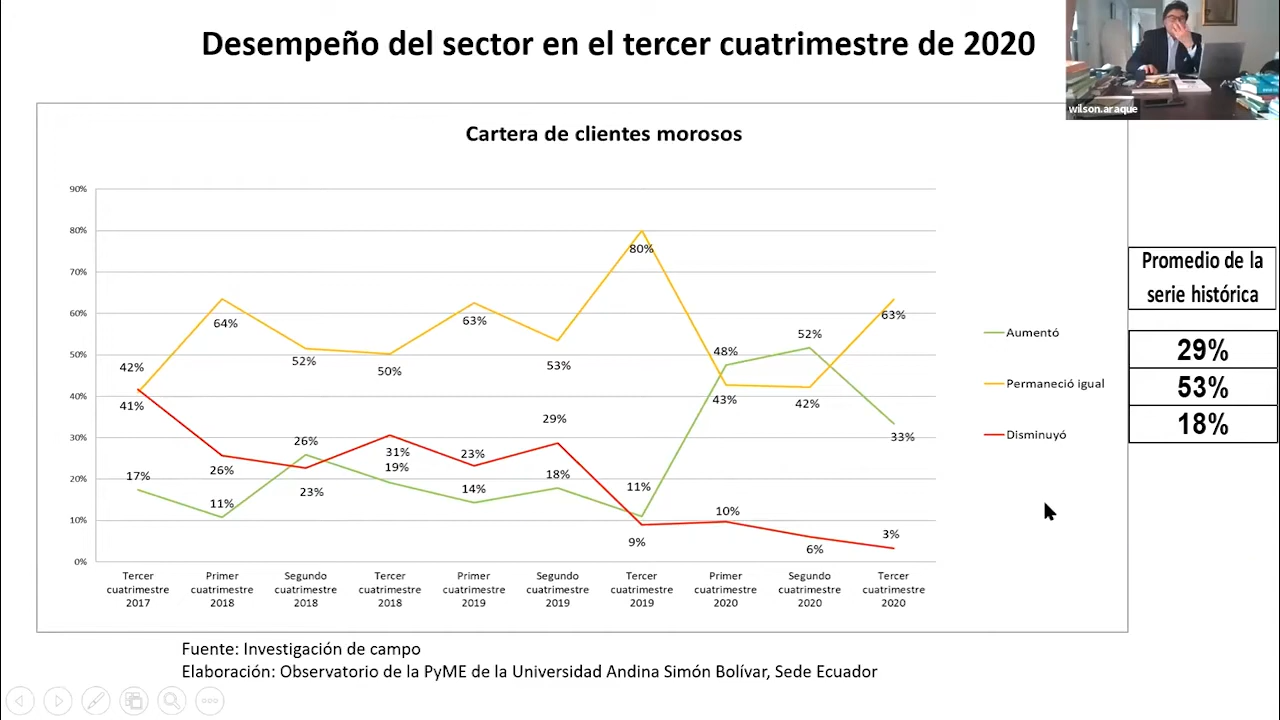 Desempeño del sector en el tercer cuatrimestre de 2020
wilson.araque
Cartera de clientes morosos
90%
80%
70%
60%
50%
40%
30%
20%
10%
0%
42%
41%
17%
64%
26%
11%
52%
26%
23%
50%
31%
19%
63%
23%
14%
53%
29%
18%
80%
11%
9%
48%
43%
10%
52%
42%
6%
63%
33%
3%
Tercer
cuatrimestre
2017
Primer
cuatrimestre
2018
Segundo
cuatrimestre
2018
Tercer
cuatrimestre
2018
Primer
cuatrimestre
2019
Segundo
cuatrimestre
2019
Tercer
cuatrimestre
2019
Primer
cuatrimestre
2020
Segundo
cuatrimestre
2020
Tercer
cuatrimestre
2020
Aumentó
Permaneció igual
Disminuyó
Promedio de la
serie histórica
29%
53%
18%
Fuente: Investigación de campo
Elaboración: Observatorio de la PyME de la Universidad Andina Simón Bolívar, Sede Ecuador